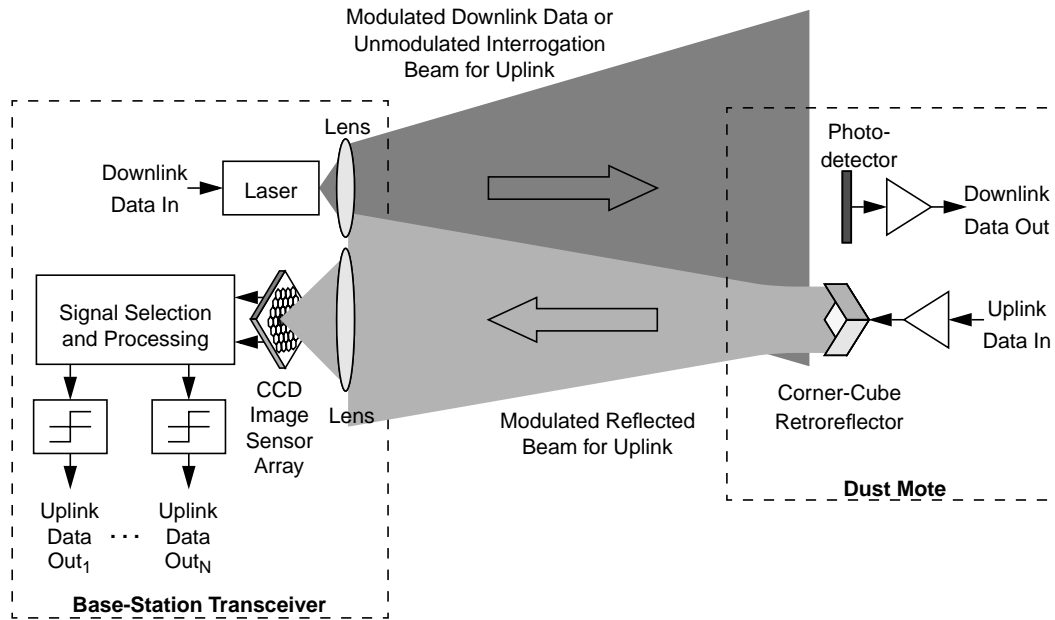 Modulated Downlink Data or
Unmodulated Interrogation
Beam for Uplink
Lens
Downlink
Data In
Laser
Photo-
detector
Downlink
Data Out
Signal Selection
and Processing
CCD
Image
Sensor
Array
Lens
Uplink
Data In
Corner-Cube
Retroreflector
Modulated Reflected
Beam for Uplink
Dust Mote
Uplink
Data
Out1
· · ·
Uplink
Data
OutN
Base-Station Transceiver